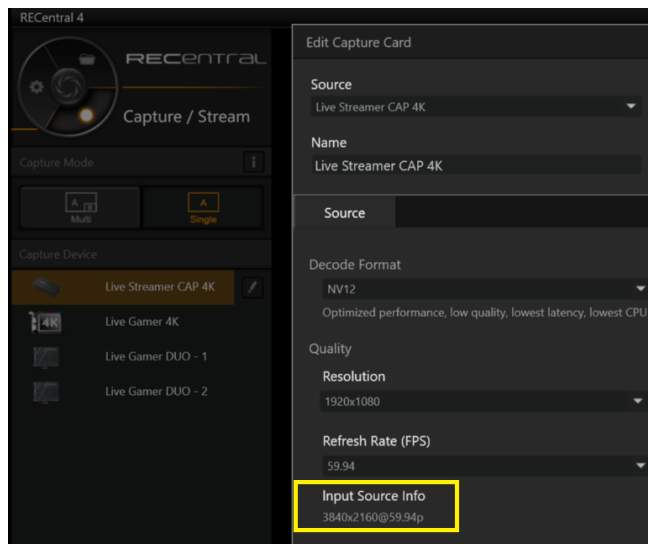 RECentral 4
RECentral
Capture / Stream
Capture Mode
i
A
Multi
A
Single
Capture Device
Live Streamer CAP 4K
4K
Live Gamer 4K
Live Gamer DUO - 1
Live Gamer DUO - 2
Edit Capture Card
Source
Live Streamer CAP 4K
Name
Live Streamer CAP 4K
Source
Decode Format
NV12
Optimized performance, low quality, lowest latency, lowest CPU
Quality
Resolution
1920x1080
Refresh Rate (FPS)
59.94
Input Source Info
3840x2160@59.94p